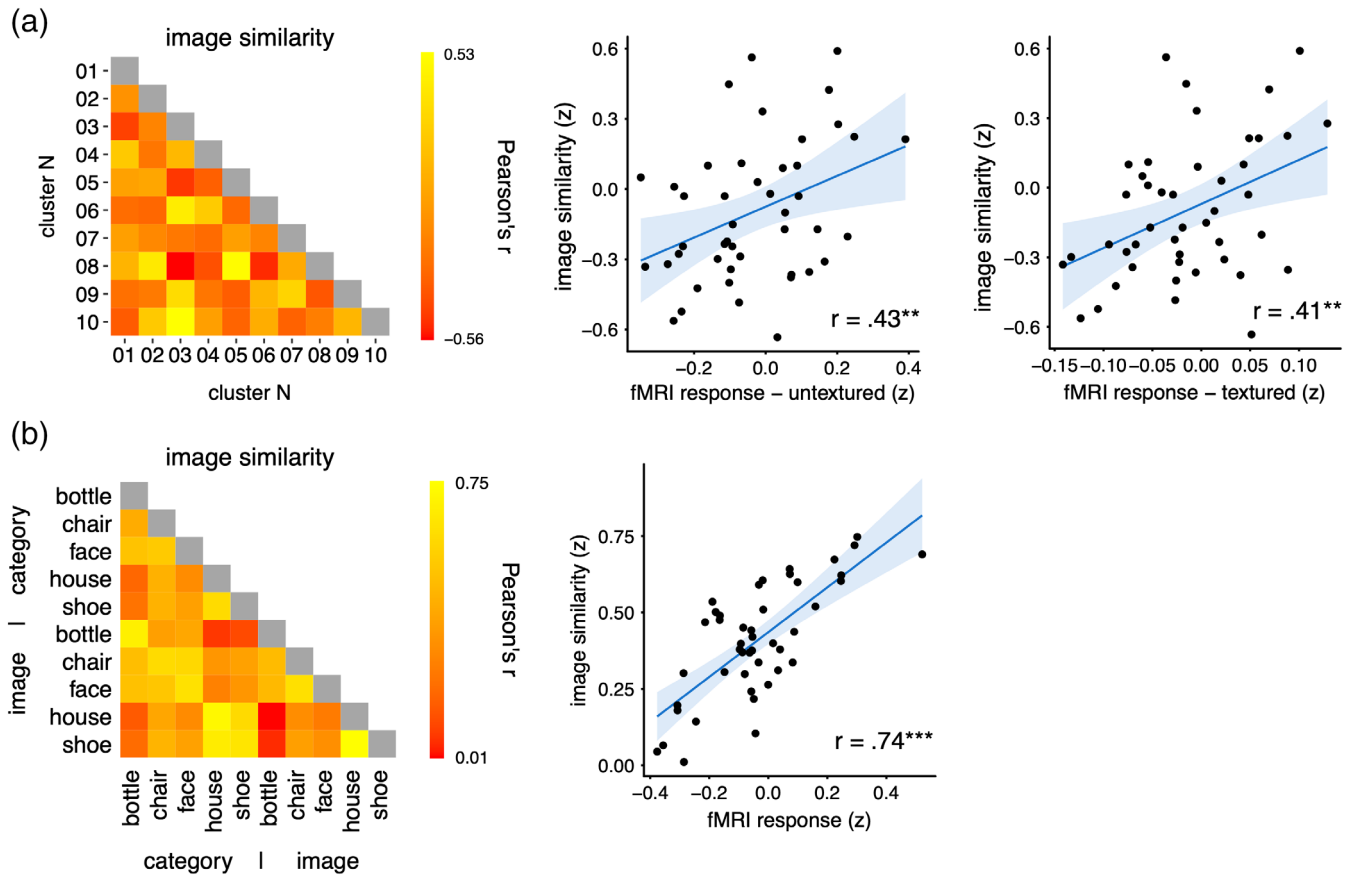 (a)
image similarity
cluster N
01
02
03
04
05
06
07
08
09
10
01 02 03 04 05 06 07 08 09 10
cluster N
0.53
−0.56
Pearson's r
image similarity (z)
0.6
0.3
0.0
−0.3
−0.6
r = .43**
−0.2 0.0 0.2 0.4
fMRI response − untextured (z)
image similarity (z)
0.6
0.3
0.0
−0.3
−0.6
r = .41**
−0.15 −0.10 −0.05 0.00 0.05 0.10
fMRI response − textured (z)
(b)
image similarity
image | category
bottle
chair
face
house
shoe
bottle
chair
face
house
shoe
bottle chair face house shoe bottle chair face house shoe
category | image
0.75
0.01
Pearson's r
image similarity (z)
0.75
0.50
0.25
0.00
r = .74***
−0.4 −0.2 0.0 0.2 0.4
fMRI response (z)